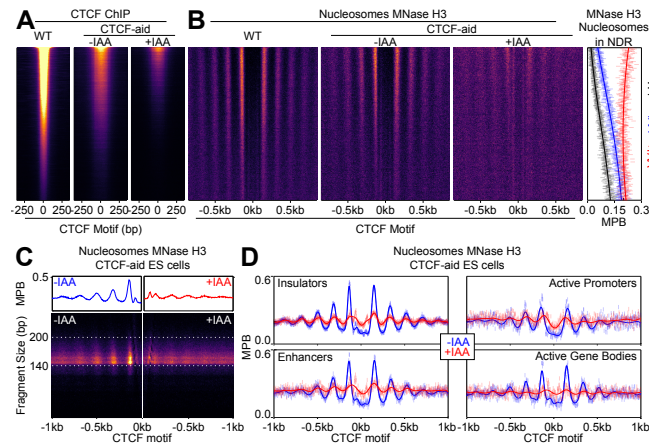 A
CTCF ChIP
CTCF-aid
WT
-IAA
+IAA
-250 0 250
-250 0 250
-250 0 250
CTCF Motif (bp)
B
Nucleosomes MNase H3
CTCF-aid
WT
-IAA
+IAA
-0.5kb 0kb 0.5kb
-0.5kb 0kb 0.5kb
-0.5kb 0kb 0.5kb
CTCF Motif
MNase H3
Nucleosomes
in NDR
0.0 0.15 0.3
MPB
C
Nucleosomes MNase H3
CTCF-aid ES cells
0.5
MPB
-IAA
+IAA
-IAA
+IAA
Fragment Size (bp)
200
140
-1kb -0.5kb 0kb -0.5kb -1kb
CTCF motif
D
Nucleosomes MNase H3
CTCF-aid ES cells
0.6
Insulators
Active Promoters
0.0
MPB
-IAA
+IAA
0.6
Enhancers
Active Gene Bodies
0.0
-1kb -0.5kb 0kb 0.5kb 1kb
-1kb -0.5kb 0kb 0.5kb 1kb
CTCF motif
CTCF motif